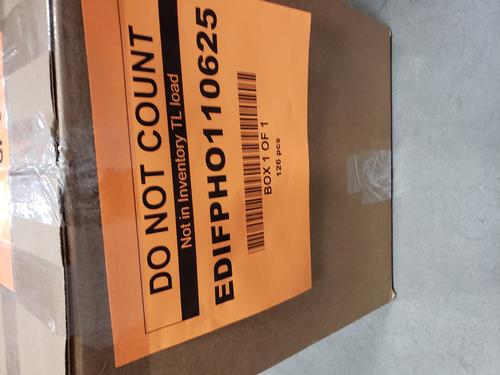 DO NOT COUNT
Not in Inventory TL load
EDIFPHO110625
BOX 1 OF 1
126 pcs